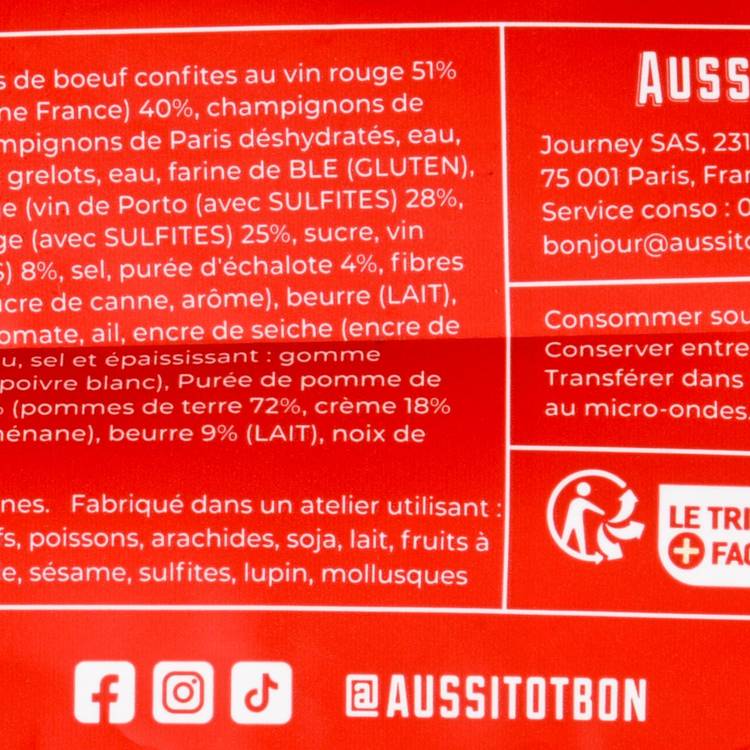 s de boeuf confites au vin rouge 51%
ne France) 40%, champignons de
mpignons de Paris déshydratés, eau,
grelots, eau, farine de BLE (GLUTEN),
e (vin de Porto (avec SULFITES) 28%,
ge (avec SULFITES) 25%, sucre, vin
S) 8%, sel, purée d'échalote 4%, fibres
ucre de canne, arôme), beurre (LAIT),
omate, ail, encre de seiche (encre de
u, sel et épaississant : gomme
poivre blanc), Purée de pomme de
% (pommes de terre 72%, crème 18%
ménane), beurre 9% (LAIT), noix de
nes. Fabriqué dans un atelier utilisant :
fs, poissons, arachides, soja, lait, fruits à
e, sésame, sulfites, lupin, mollusques
AUSS
Journey SAS, 231
75 001 Paris, Fran
Service conso : 0
bonjour@aussito
Consommer sou
Conserver entre
Transférer dans
au micro-ondes.
LE TRI
+ FAC
@AUSSITOTBON